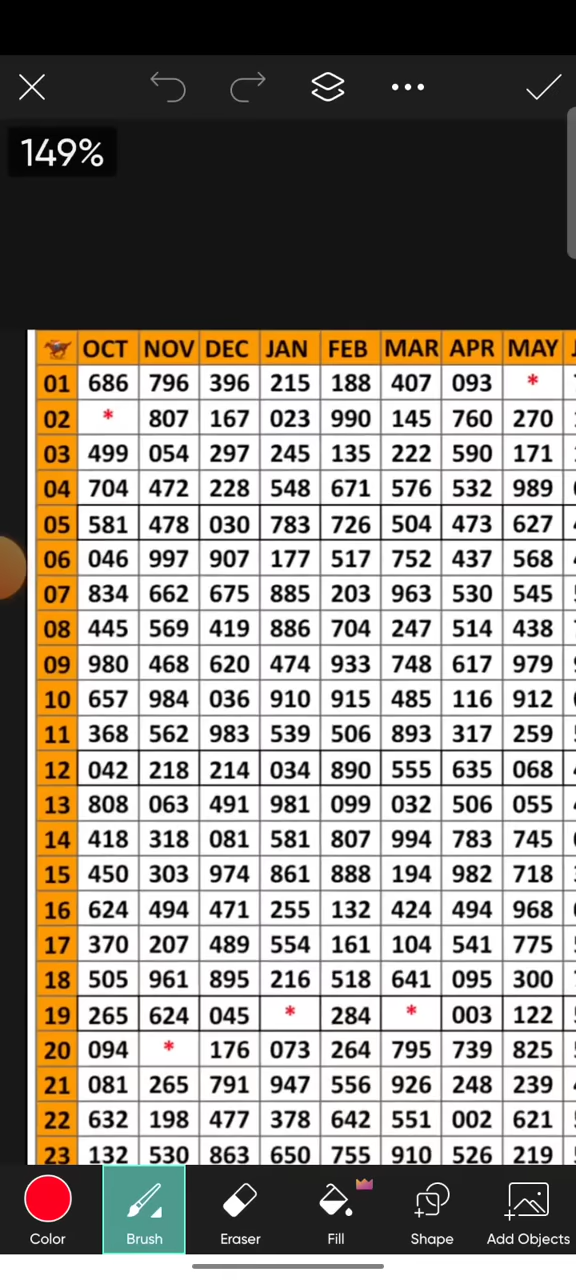 149%
OCT NOV DEC JAN FEB MAR APR MAY
01 686 796 396 215 188 407 093 *
02 * 807 167 023 990 145 760 270
03 499 054 297 245 135 222 590 171
04 704 472 228 548 671 576 532 989
05 581 478 030 783 726 504 473 627
06 046 997 907 177 517 752 437 568
07 834 662 675 885 203 963 530 545
08 445 569 419 886 704 247 514 438
09 980 468 620 474 933 748 617 979
10 657 984 036 910 915 485 116 912
11 368 562 983 539 506 893 317 259
12 042 218 214 034 890 555 635 068
13 808 063 491 981 099 032 506 055
14 418 318 081 581 807 994 783 745
15 450 303 974 861 888 194 982 718
16 624 494 471 255 132 424 494 968
17 370 207 489 554 161 104 541 775
18 505 961 895 216 518 641 095 300
19 265 624 045 * 284 * 003 122
20 094 * 176 073 264 795 739 825
21 081 265 791 947 556 926 248 239
22 632 198 477 378 642 551 002 621
23 132 530 863 650 755 910 526 219
Color Brush Eraser Fill Shape Add Objects